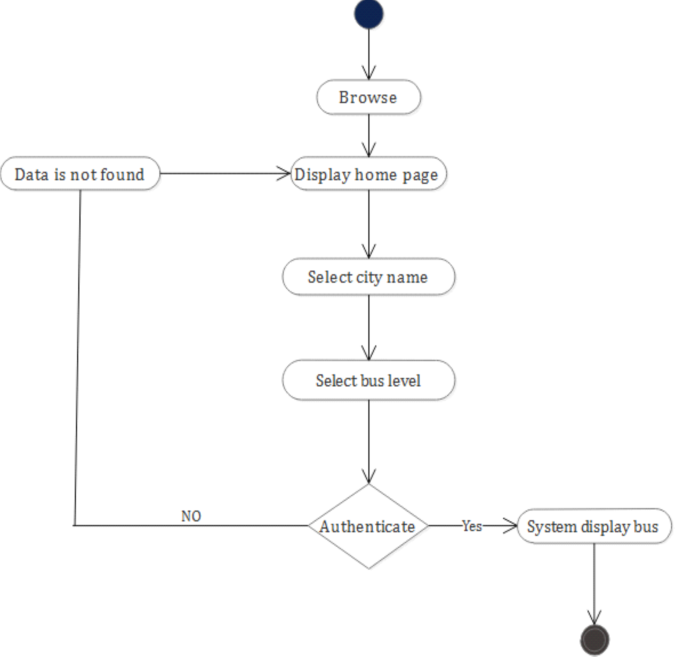 Browse
Data is not found
Display home page
Select city name
Select bus level
NO
Authenticate
Yes
System display bus